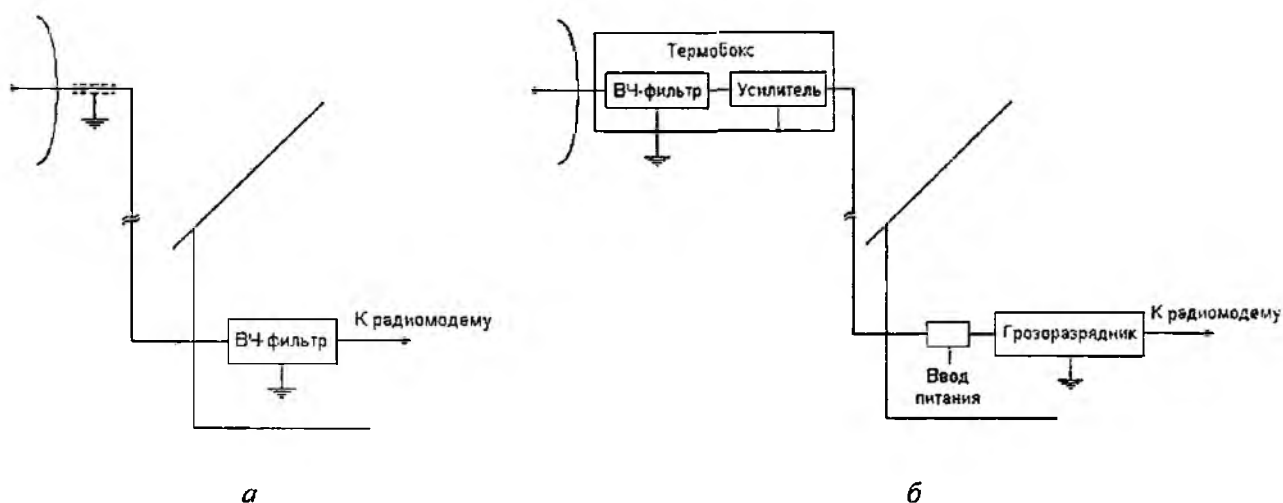 Термобокс
ВЧ-фильтр
Усилитель
К радиомодему
ВЧ-фильтр
К радиомодему
Грозоразрядник
Ввод
питания
а
б